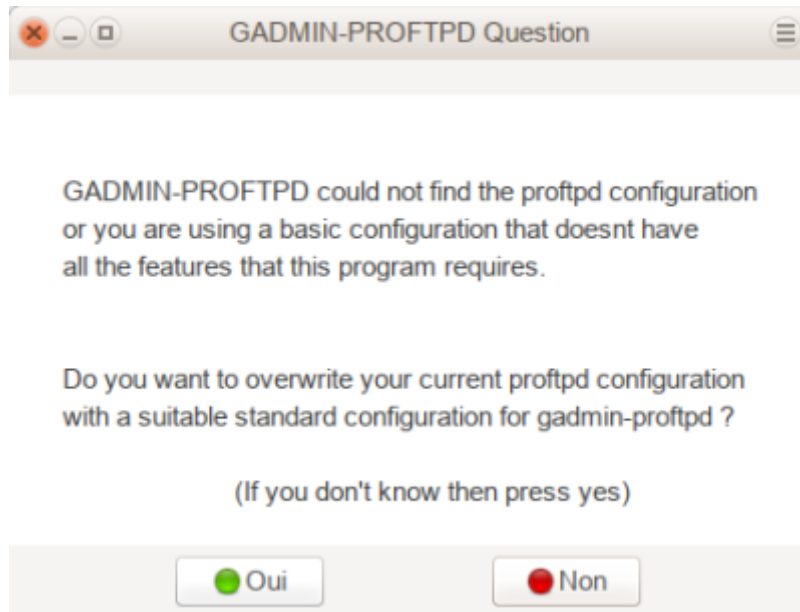 GADMIN-PROFTPD Question
GADMIN-PROFTPD could not find the proftpd configuration
or you are using a basic configuration that doesnt have
all the features that this program requires.
Do you want to overwrite your current proftpd configuration
with a suitable standard configuration for gadmin-proftpd ?
(If you don't know then press yes)
Oui
Non